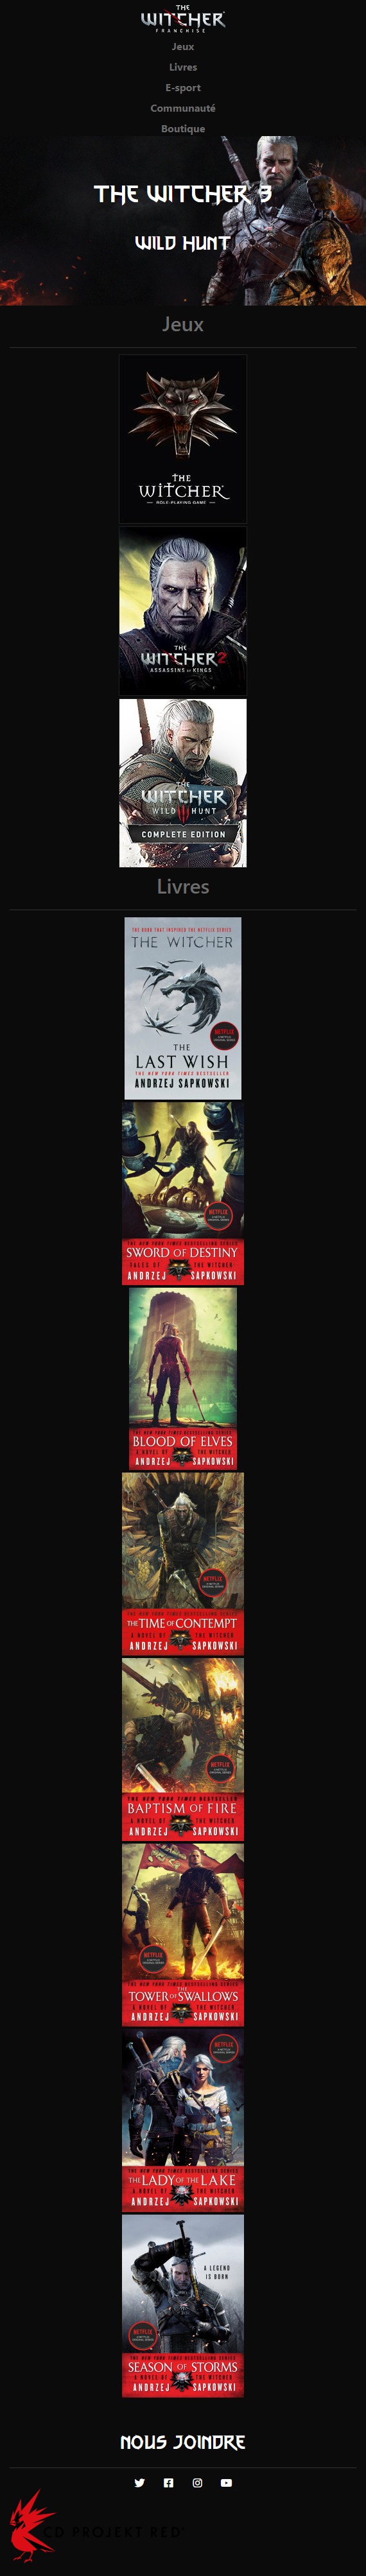 THE
WITCHER
FRANCHISE
Jeux
Livres
E-sport
Communauté
Boutique
THE WITCHER 3
WILD HUNT
Jeux
THE
WITCHER
ROLE-PLAYING GAME
THE
WITCHER 2
ASSASSINS OF KINGS
THE
WITCHER
WILD HUNT
COMPLETE EDITION
Livres
THE BOOK THAT INSPIRED THE NETFLIX SERIES
THE WITCHER
NETFLIX
THE
LAST WISH
THE NEW YORK TIMES BESTSELLER
ANDRZEJ SAPKOWSKI
NETFLIX
THE NEW YORK TIMES BESTSELLING SERIES
SWORD OF DESTINY
TALES OF THE WITCHER
ANDRZEJ SAPKOWSKI
THE NEW YORK TIMES BESTSELLING SERIES
BLOOD OF ELVES
A NOVEL OF THE WITCHER
ANDRZEJ SAPKOWSKI
NETFLIX
THE NEW YORK TIMES BESTSELLING SERIES
THE TIME OF CONTEMPT
A NOVEL OF THE WITCHER
ANDRZEJ SAPKOWSKI
NETFLIX
THE NEW YORK TIMES BESTSELLER
BAPTISM OF FIRE
A NOVEL OF THE WITCHER
ANDRZEJ SAPKOWSKI
NETFLIX
THE NEW YORK TIMES BESTSELLING SERIES
THE TOWER OF SWALLOWS
A NOVEL OF THE WITCHER
ANDRZEJ SAPKOWSKI
NETFLIX
THE NEW YORK TIMES BESTSELLING SERIES
THE LADY OF THE LAKE
A NOVEL OF THE WITCHER
ANDRZEJ SAPKOWSKI
A LEGEND
IS BORN
NETFLIX
THE NEW YORK TIMES BESTSELLING SERIES
SEASON OF STORMS
A NOVEL OF THE WITCHER
ANDRZEJ SAPKOWSKI
NOUS JOINDRE
CD PROJEKT RED